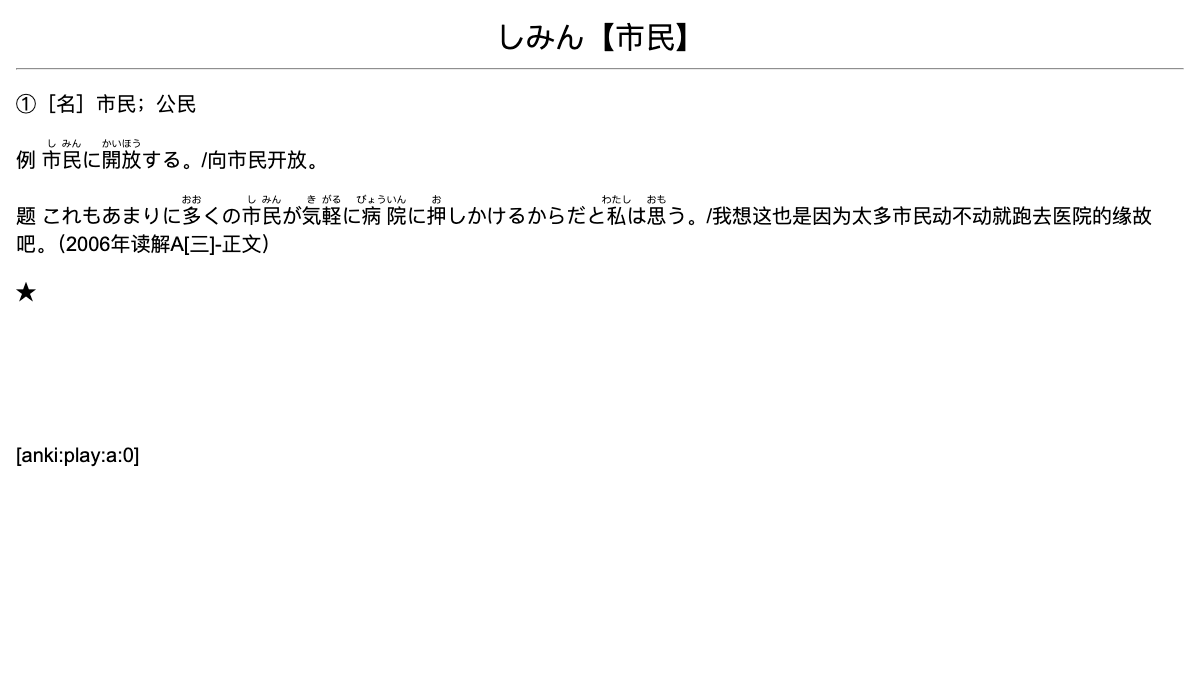 しみん【市民】
①［名］市民；公民
し みん かいほう
例 市民に開放する。/向市民开放。
おお し みん き がる びょういん お わたし おも
题 これもあまりに多くの市民が気軽に病院に押しかけるからだと私は思う。/我想这也是因为太多市民动不动就跑去医院的缘故
吧。（2006年读解A[三]-正文）
★
[anki:play:a:0]